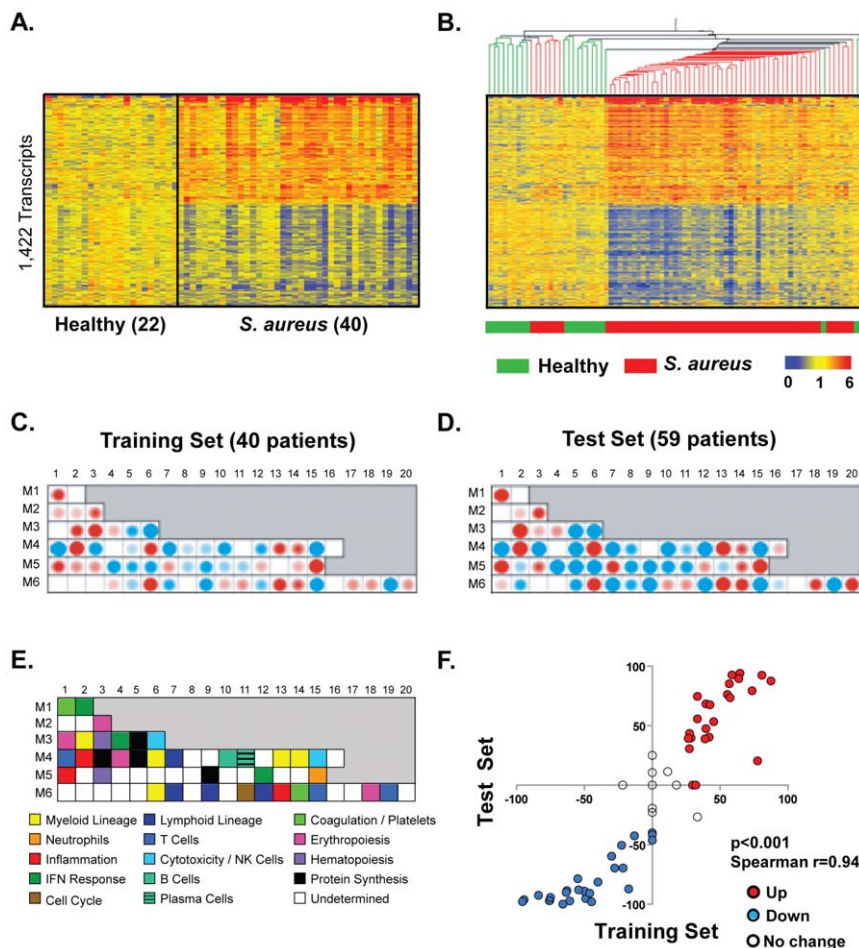 A.
1,422 Transcripts
Healthy (22)
S. aureus (40)
B.
Healthy
S. aureus
0 1 6
C.
Training Set (40 patients)
1 2 3 4 5 6 7 8 9 10 11 12 13 14 15 16 17 18 19 20
M1
M2
M3
M4
M5
M6
D.
Test Set (59 patients)
1 2 3 4 5 6 7 8 9 10 11 12 13 14 15 16 17 18 19 20
M1
M2
M3
M4
M5
M6
E.
1 2 3 4 5 6 7 8 9 10 11 12 13 14 15 16 17 18 19 20
M1
M2
M3
M4
M5
M6
Myeloid Lineage
Lymphoid Lineage
Coagulation / Platelets
Neutrophils
T Cells
Erythropoiesis
Inflammation
Cytotoxicity / NK Cells
Hematopoiesis
IFN Response
B Cells
Protein Synthesis
Cell Cycle
Plasma Cells
Undetermined
F.
Test Set
100
50
-100
-50
50
100
-50
-100
p<0.001
Spearman r=0.94
Up
Down
No change
Training Set